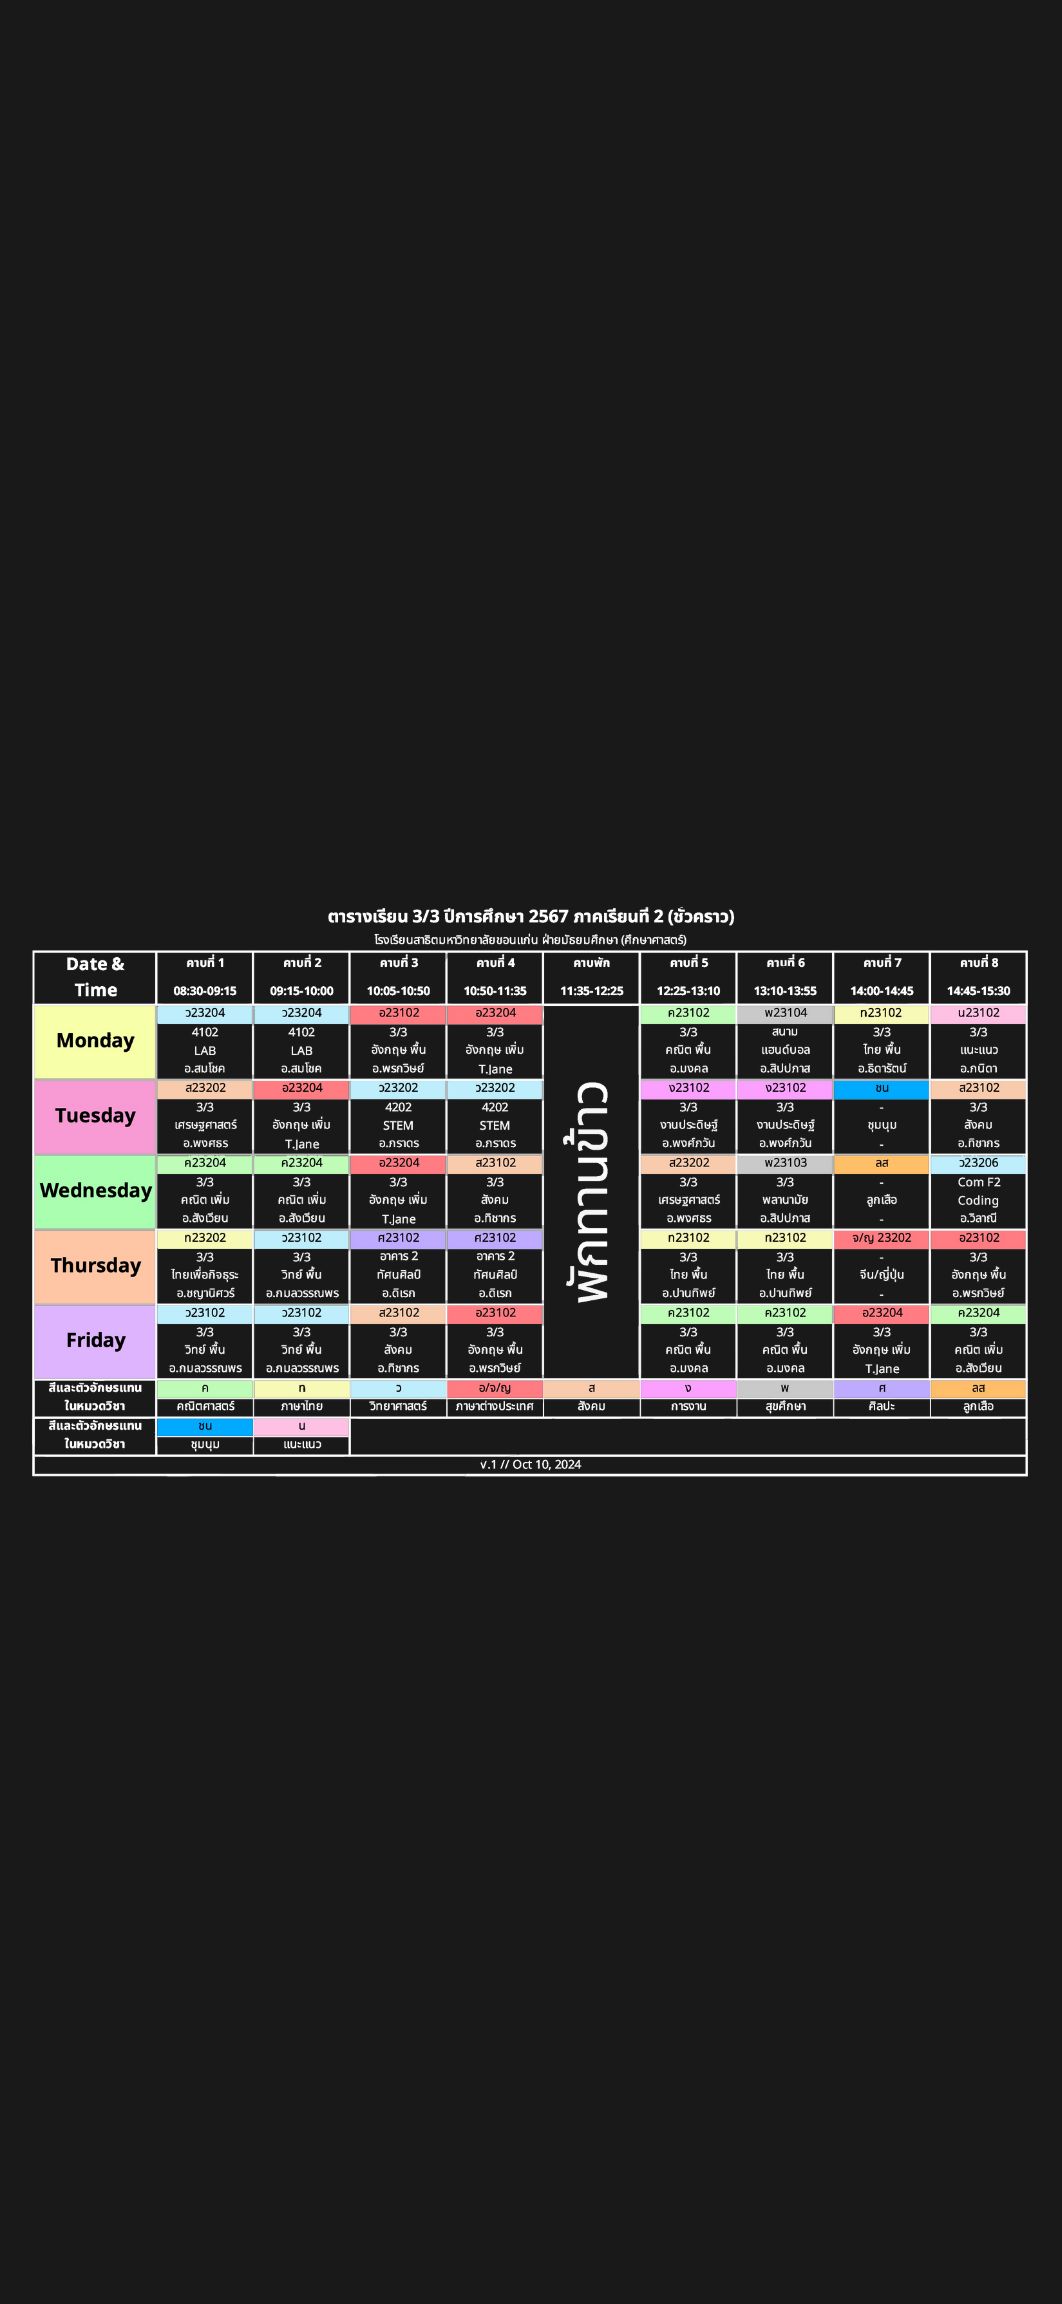 ตารางเรียน 3/3 ปีการศึกษา 2567 ภาคเรียนที่ 2 (ชั่วคราว)
โรงเรียนสาธิตมหาวิทยาลัยขอนแก่น ฝ่ายมัธยมศึกษา (ศึกษาศาสตร์)
Date & Time คาบที่ 1 คาบที่ 2 คาบที่ 3 คาบที่ 4 คาบพัก คาบที่ 5 คาบที่ 6 คาบที่ 7 คาบที่ 8
08:30-09:15 09:15-10:00 10:05-10:50 10:50-11:35 11:35-12:25 12:25-13:10 13:10-13:55 14:00-14:45 14:45-15:30
Monday
ว23204 ว23204 อ23102 อ23204 ค23102 พ23104 ท23102 น23102
4102 4102 3/3 3/3 3/3 สนาม 3/3 3/3
LAB LAB อังกฤษ พื้น อังกฤษ เพิ่ม คณิต พื้น แฮนด์บอล ไทย พื้น แนะแนว
อ.สมโชค อ.สมโชค อ.พรกวิษย์ T.Jane อ.มงคล อ.สิปปภาส อ.ธิดารัตน์ อ.ภนิดา
พักทานข้าว
Tuesday
ส23202 อ23204 ว23202 ว23202 ง23102 ง23102 ชน ส23102
3/3 3/3 4202 4202 3/3 3/3 - 3/3
เศรษฐศาสตร์ อังกฤษ เพิ่ม STEM STEM งานประดิษฐ์ งานประดิษฐ์ ชุมนุม สังคม
อ.พงศธร T.Jane อ.ภราดร อ.ภราดร อ.พงศ์ภวัน อ.พงศ์ภวัน - อ.ทิชากร
Wednesday
ค23204 ค23204 อ23204 ส23102 ส23202 พ23103 ลส ว23206
3/3 3/3 3/3 3/3 3/3 3/3 - Com F2
คณิต เพิ่ม คณิต เพิ่ม อังกฤษ เพิ่ม สังคม เศรษฐศาสตร์ พลานามัย ลูกเสือ Coding
อ.สังเวียน อ.สังเวียน T.Jane อ.ทิชากร อ.พงศธร อ.สิปปภาส - อ.วิลาณี
Thursday
ท23202 ว23102 ศ23102 ศ23102 ท23102 ท23102 จ/ญ 23202 อ23102
3/3 3/3 อาคาร 2 อาคาร 2 3/3 3/3 - 3/3
ไทยเพื่อกิจธุระ วิทย์ พื้น ทัศนศิลป์ ทัศนศิลป์ ไทย พื้น ไทย พื้น จีน/ญี่ปุ่น อังกฤษ พื้น
อ.ชญานิศวร์ อ.กมลวรรณพร อ.ดิเรก อ.ดิเรก อ.ปานทิพย์ อ.ปานทิพย์ - อ.พรกวิษย์
Friday
ว23102 ว23102 ส23102 อ23102 ค23102 ค23102 อ23204 ค23204
3/3 3/3 3/3 3/3 3/3 3/3 3/3 3/3
วิทย์ พื้น วิทย์ พื้น สังคม อังกฤษ พื้น คณิต พื้น คณิต พื้น อังกฤษ เพิ่ม คณิต เพิ่ม
อ.กมลวรรณพร อ.กมลวรรณพร อ.ทิชากร อ.พรกวิษย์ อ.มงคล อ.มงคล T.Jane อ.สังเวียน
สีและตัวอักษรแทน ค ท ว อ/จ/ญ ส ง พ ศ ลส
ในหมวดวิชา คณิตศาสตร์ ภาษาไทย วิทยาศาสตร์ ภาษาต่างประเทศ สังคม การงาน สุขศึกษา ศิลปะ ลูกเสือ
สีและตัวอักษรแทน ชน น
ในหมวดวิชา ชุมนุม แนะแนว
v.1 // Oct 10, 2024